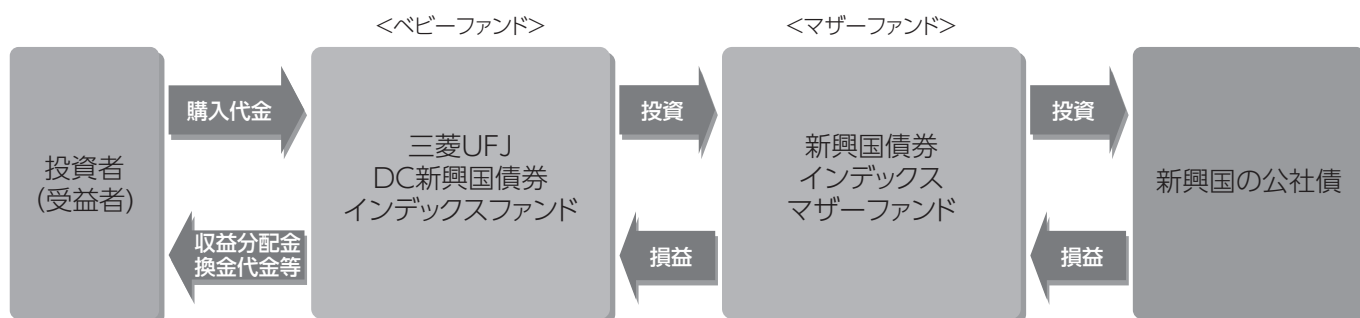 <ベビーファンド>
<マザーファンド>
投資者
(受益者)
購入代金
収益分配金
換金代金等
三菱UFJ
DC新興国債券
インデックスファンド
投資
損益
新興国債券
インデックス
マザーファンド
投資
損益
新興国の公社債